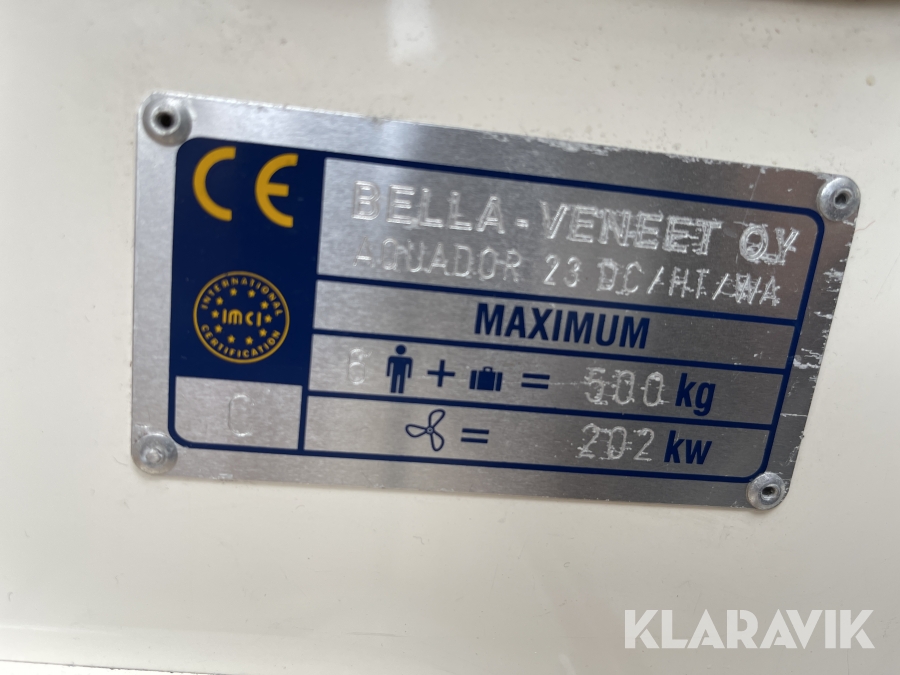 CE
BELLA-VENEET OY
AQUADOR 23 DC/HT/WA
INTERNATIONAL
IMCI
CERTIFICATION
MAXIMUM
6 + = 500 kg
C
= 202 kw
KLARAVIK